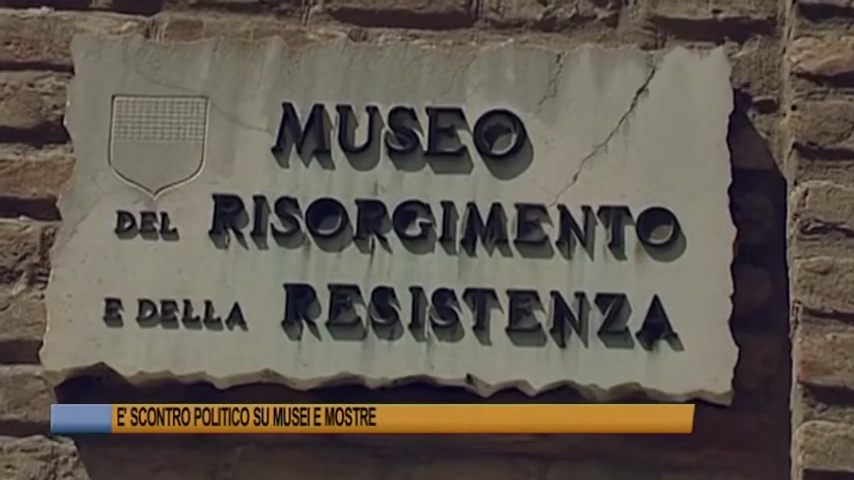 MUSEO
DEL RISORGIMENTO
E DELLA RESISTENZA
E' SCONTRO POLITICO SU MUSEI E MOSTRE